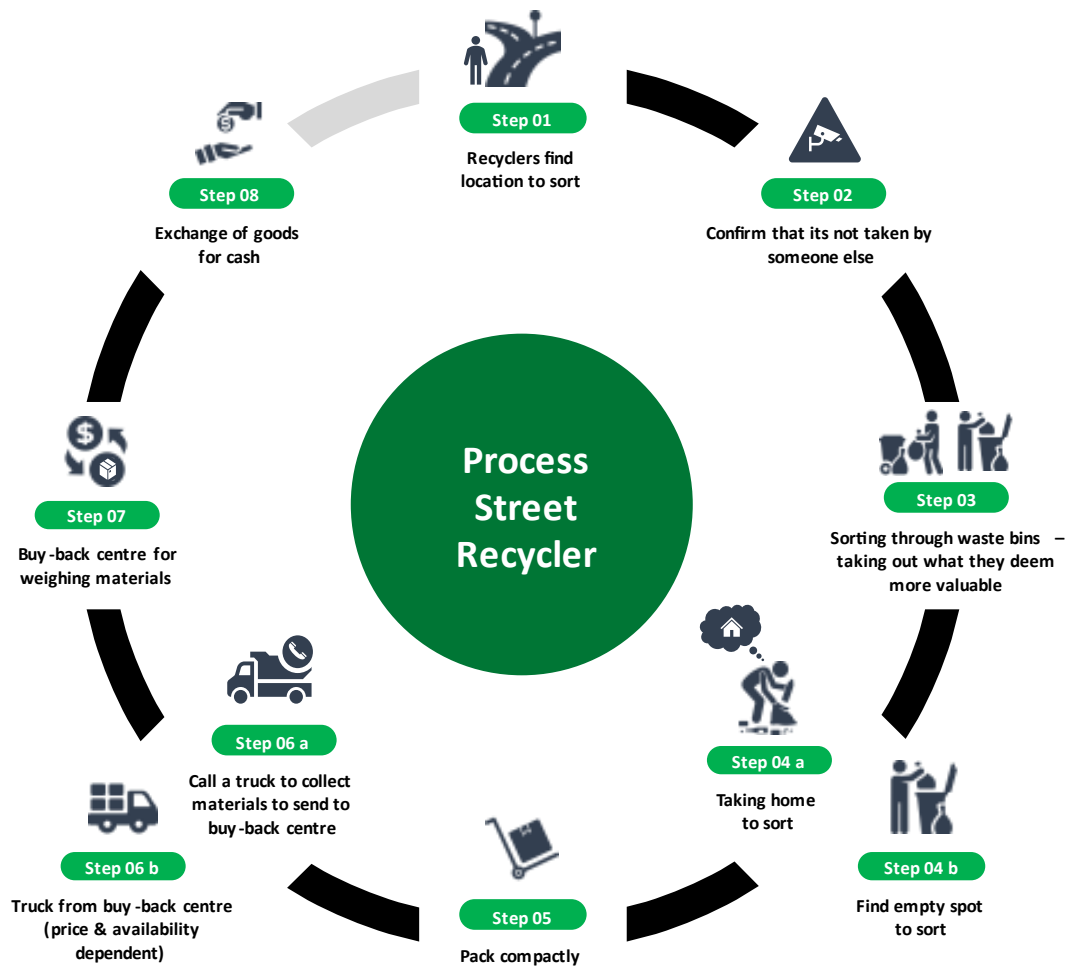 Step 01
Recyclers find
location to sort
Step 02
Confirm that its not taken by
someone else
Step 03
Sorting through waste bins –
taking out what they deem
more valuable
Step 04 a
Taking home
to sort
Step 04 b
Find empty spot
to sort
Step 05
Pack compactly
Step 06 a
Call a truck to collect
materials to send to
buy-back centre
Step 06 b
Truck from buy-back centre
(price & availability
dependent)
Step 07
Buy-back centre for
weighing materials
Step 08
Exchange of goods
for cash
Process
Street
Recycler